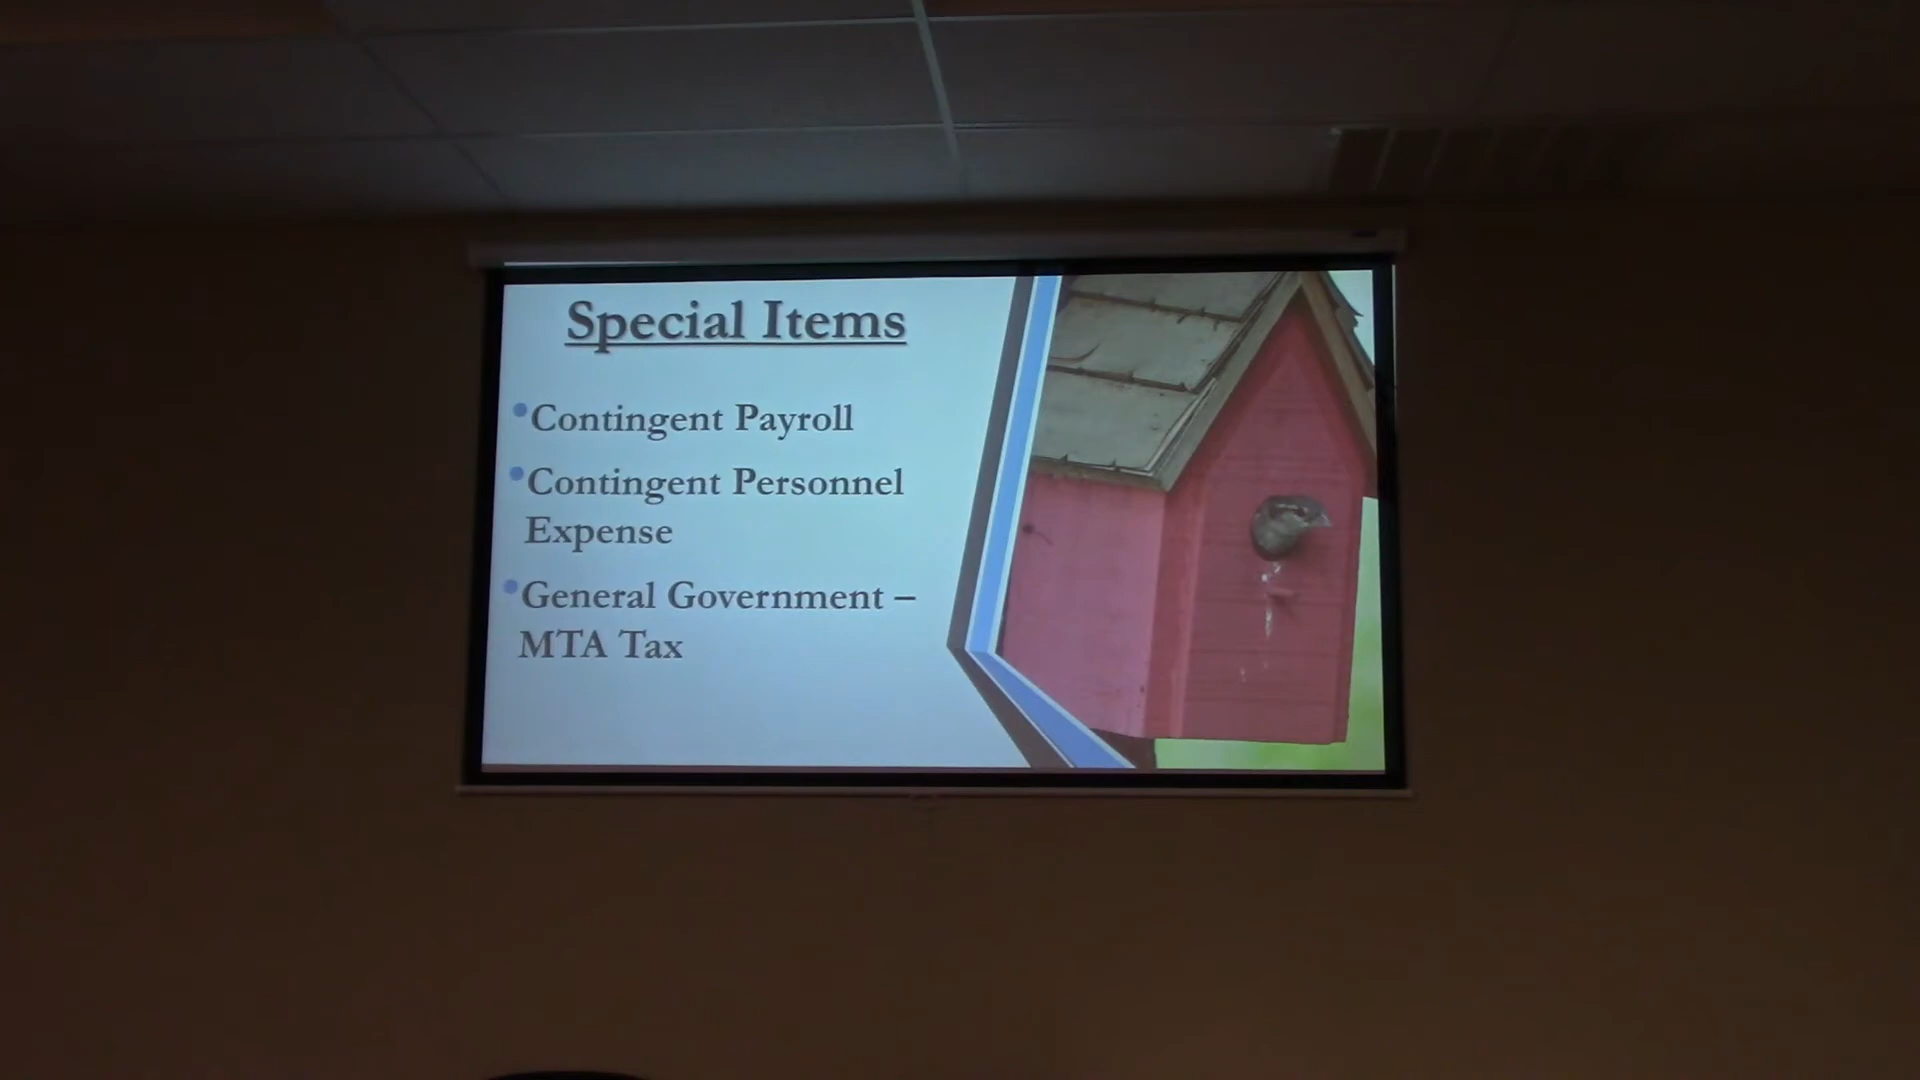 Special Items
•Contingent Payroll
•Contingent Personnel
Expense
•General Government –
MTA Tax